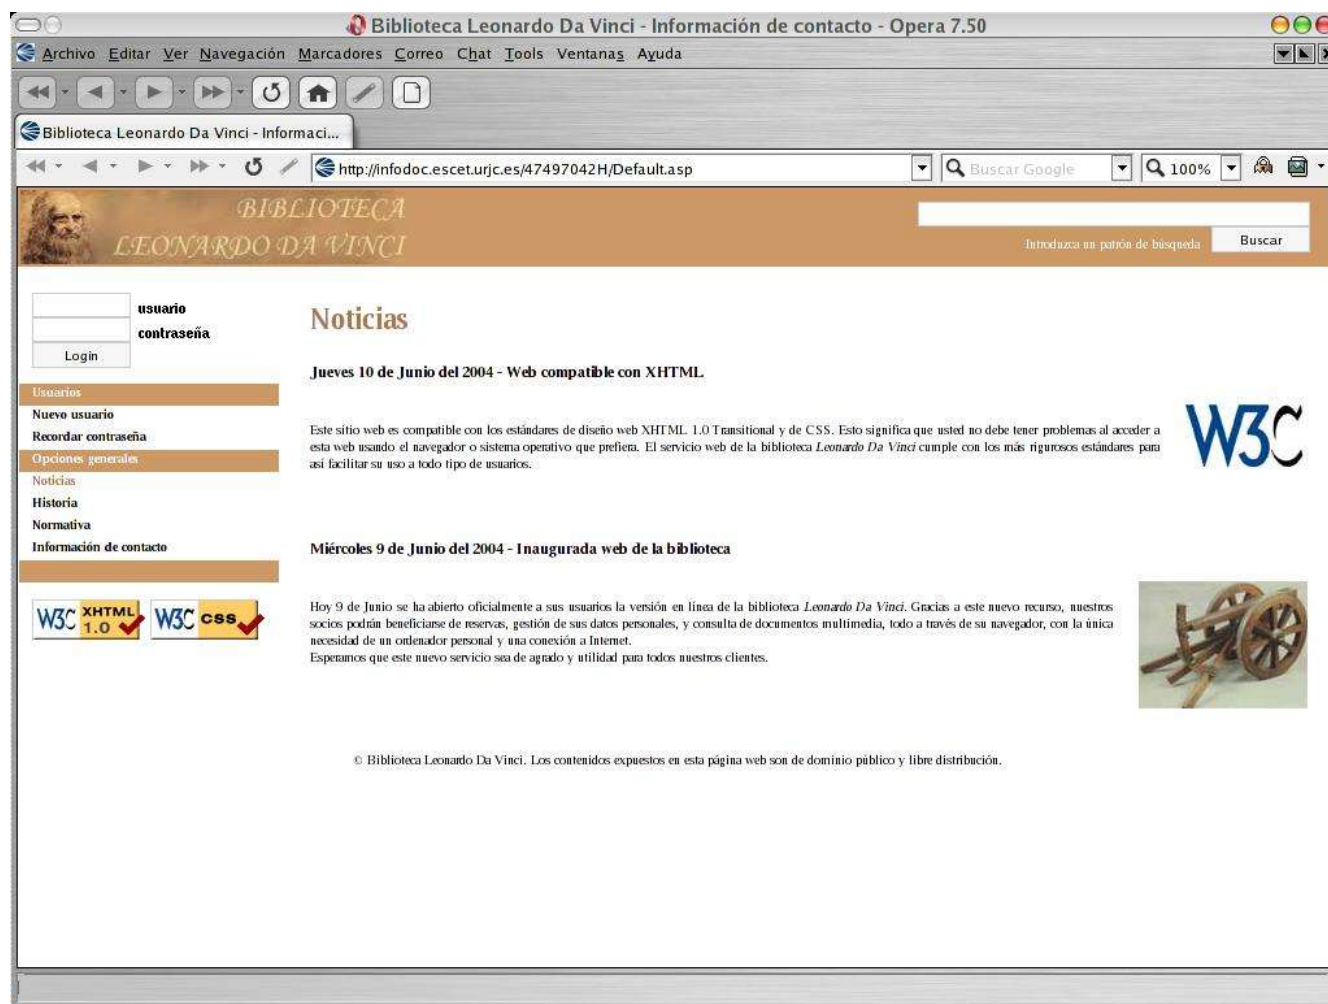 Biblioteca Leonardo Da Vinci - Información de contacto - Opera 7.50
Archivo Editar Ver Navegación Marcadores Correo Chat Tools Ventanas Ayuda
Biblioteca Leonardo Da Vinci - Informaci...
http://infodoc.escet.urjc.es/47497042H/Default.asp
Buscar Google
100%
BIBLIOTECA
LEONARDO DA VINCI
Introduzca un patrón de búsqueda
Buscar
usuario
contraseña
Login
Usuarios
Nuevo usuario
Recordar contraseña
Opciones generales
Noticias
Historia
Normativa
Información de contacto
W3C XHTML 1.0
W3C css
Noticias
Jueves 10 de Junio del 2004 - Web compatible con XHTML
Este sitio web es compatible con los estándares de diseño web XHTML 1.0 Transitional y de CSS. Esto significa que usted no debe tener problemas al acceder a
esta web usando el navegador o sistema operativo que prefiera. El servicio web de la biblioteca Leonardo Da Vinci cumple con los más rigurosos estándares para
así facilitar su uso a todo tipo de usuarios.
W3C
Miércoles 9 de Junio del 2004 - Inaugurada web de la biblioteca
Hoy 9 de Junio se ha abierto oficialmente a sus usuarios la versión en línea de la biblioteca Leonardo Da Vinci. Gracias a este nuevo recurso, nuestros
socios podrán beneficiarse de reservas, gestión de sus datos personales, y consulta de documentos multimedia, todo a través de su navegador, con la única
necesidad de un ordenador personal y una conexión a Internet.
Esperamos que este nuevo servicio sea de agrado y utilidad para todos nuestros clientes.
© Biblioteca Leonardo Da Vinci. Los contenidos expuestos en esta página web son de dominio público y libre distribución.